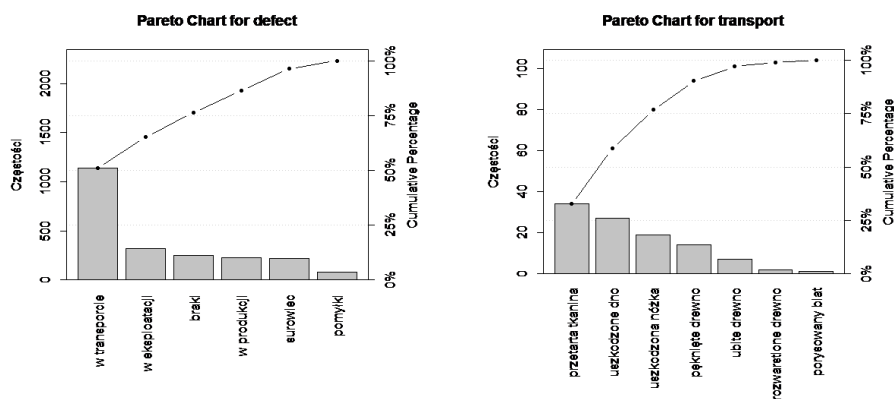 Pareto Chart for defect
Częstości
0
500
1000
1500
2000
0%
25%
50%
75%
100%
Cumulative Percentage
w transporcie
w eksploatacji
braki
w produkcji
surowiec
pomyłki
Pareto Chart for transport
Częstości
0
20
40
60
80
100
0%
25%
50%
75%
100%
Cumulative Percentage
przetarta tkanina
uszkodzone dno
uszkodzona nóżka
pęknięte drewno
ubite drewno
rozwarstione drewno
porysowany blat